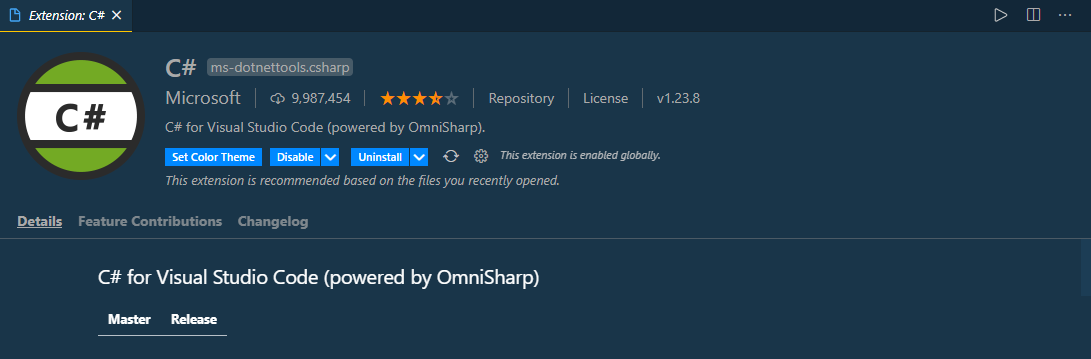 Extension: C#
C# ms-dotnettools.csharp
Microsoft 9,987,454 Repository License v1.23.8
C#
C# for Visual Studio Code (powered by OmniSharp).
Set Color Theme Disable Uninstall This extension is enabled globally.
This extension is recommended based on the files you recently opened.
Details Feature Contributions Changelog
C# for Visual Studio Code (powered by OmniSharp)
Master Release